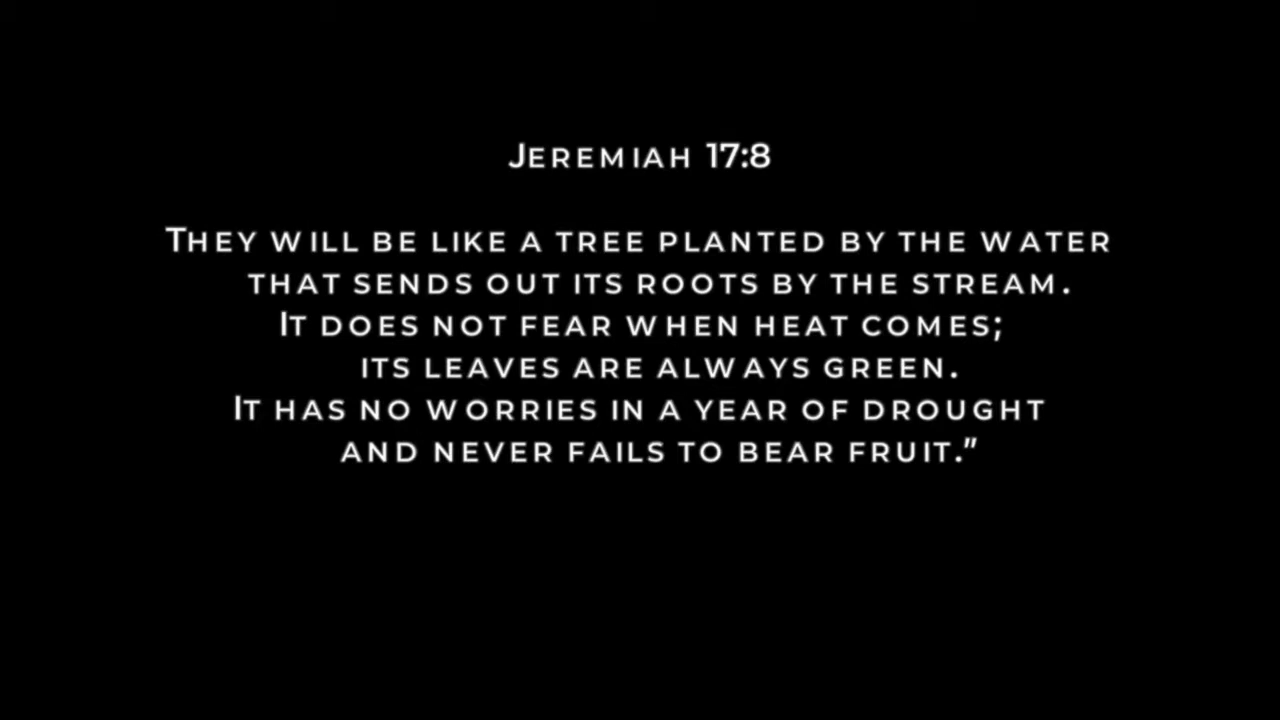 Jeremiah 17:8
They will be like a tree planted by the water
that sends out its roots by the stream.
It does not fear when heat comes;
its leaves are always green.
It has no worries in a year of drought
and never fails to bear fruit.”